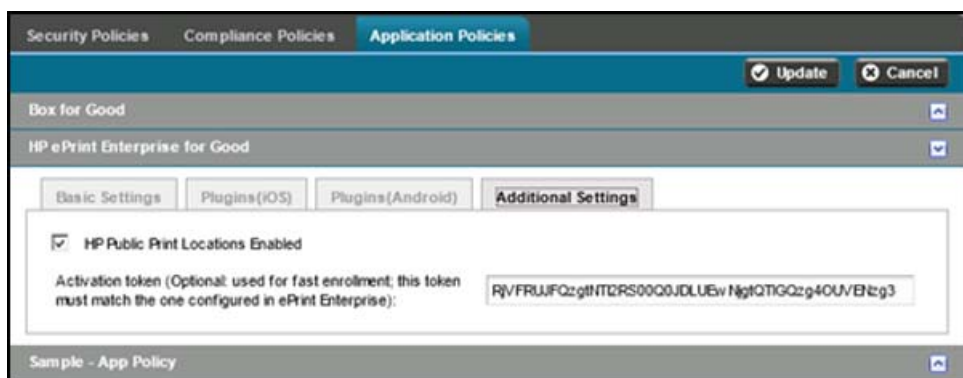 Security Policies Compliance Policies Application Policies
Update Cancel
Box for Good
HP ePrint Enterprise for Good
Basic Settings Plugins(iOS) Plugins(Android) Additional Settings
HP Public Print Locations Enabled
Activation token (Optional: used for fast enrollment; this token
must match the one configured in ePrint Enterprise):
Sample - App Policy